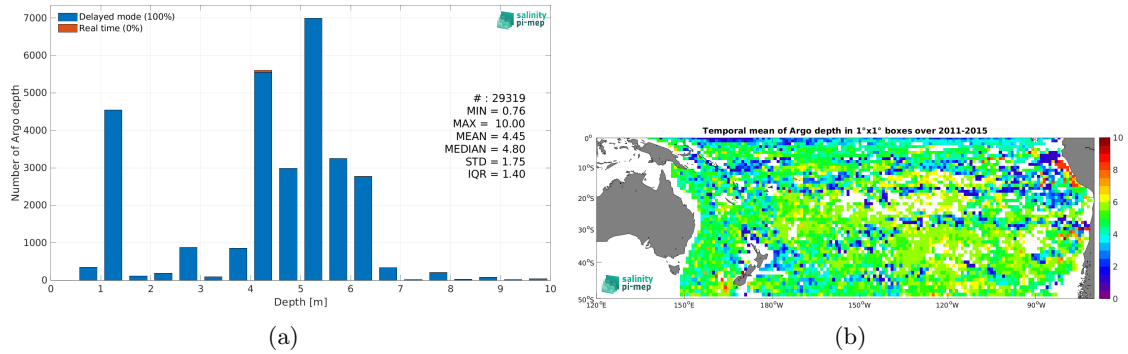 Delayed mode (100%)
Real time (0%)
salinity
pi-mep
Number of Argo depth
7000
6000
5000
4000
3000
2000
1000
0
# : 29319
MIN = 0.76
MAX = 10.00
MEAN = 4.45
MEDIAN = 4.80
STD = 1.75
IQR = 1.40
0 1 2 3 4 5 6 7 8 9 10
Depth [m]
(a)
Temporal mean of Argo depth in 1°x1° boxes over 2011-2015
0°
10°S
20°S
30°S
40°S
50°S
120°E 150°E 180°W 150°W 120°W 90°W
salinity
pi-mep
10
8
6
4
2
0
(b)